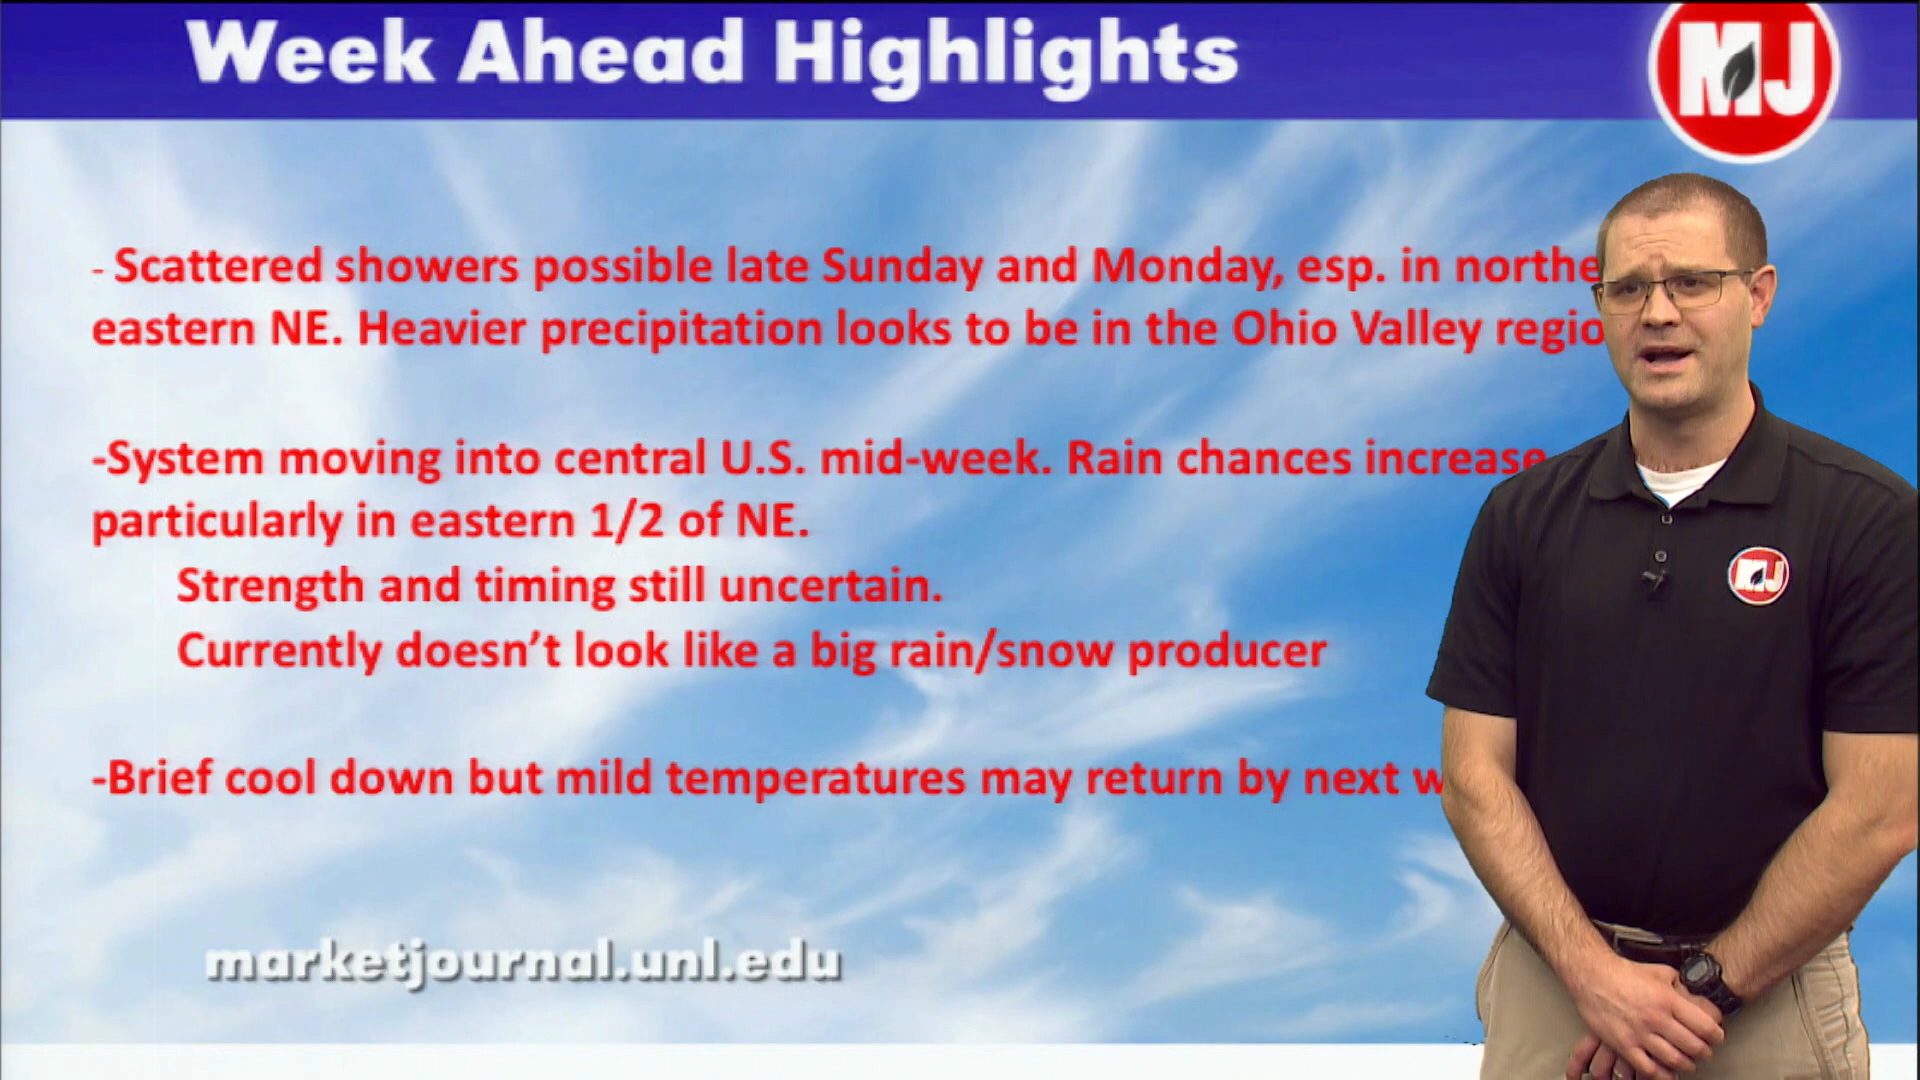 Week Ahead Highlights
MJ
- Scattered showers possible late Sunday and Monday, esp. in
eastern NE. Heavier precipitation looks to be in the Ohio Valley
-System moving into central U.S. mid-week. Rain chances increase
particularly in eastern 1/2 of NE.
Strength and timing still uncertain.
Currently doesn’t look like a big rain/snow producer
-Brief cool down but mild temperatures may return by next
MJ
marketjournal.unl.edu